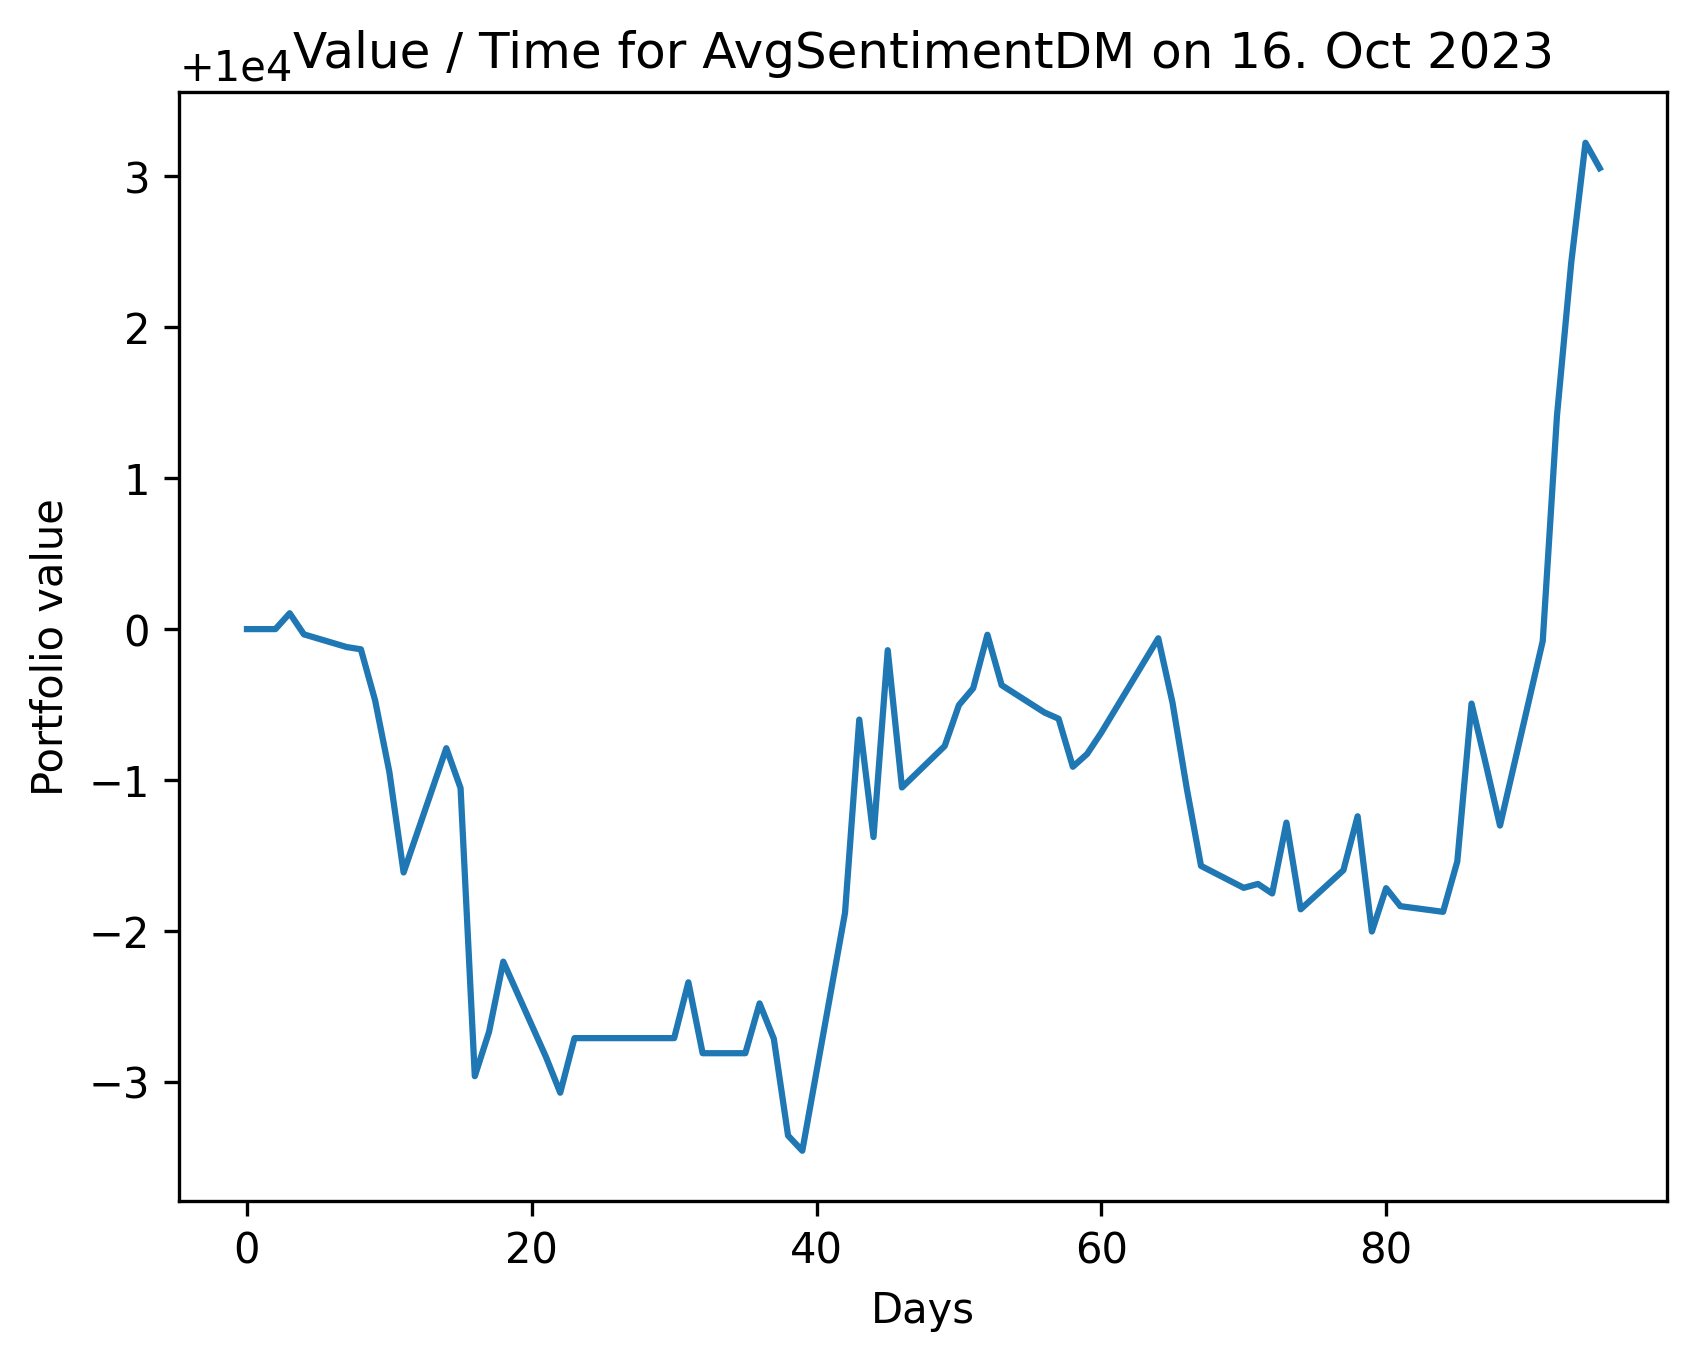 Value / Time for AvgSentimentDM on 16. Oct 2023
+1e4
3
2
1
0
−1
−2
−3
Portfolio value
0 20 40 60 80
Days